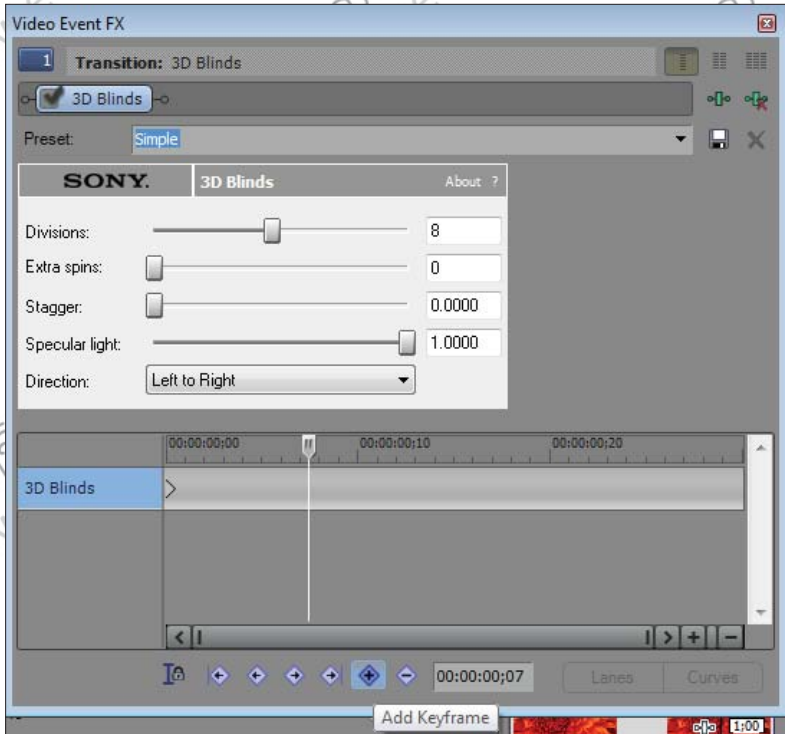 Video Event FX
1 Transition: 3D Blinds
3D Blinds
Preset: Simple
SONY. 3D Blinds About ?
Divisions: 8
Extra spins: 0
Stagger: 0.0000
Specular light: 1.0000
Direction: Left to Right
00:00:00;00 00:00:00;10 00:00:00;20
3D Blinds
00:00:00;07 Lanes Curves
Add Keyframe
1;00